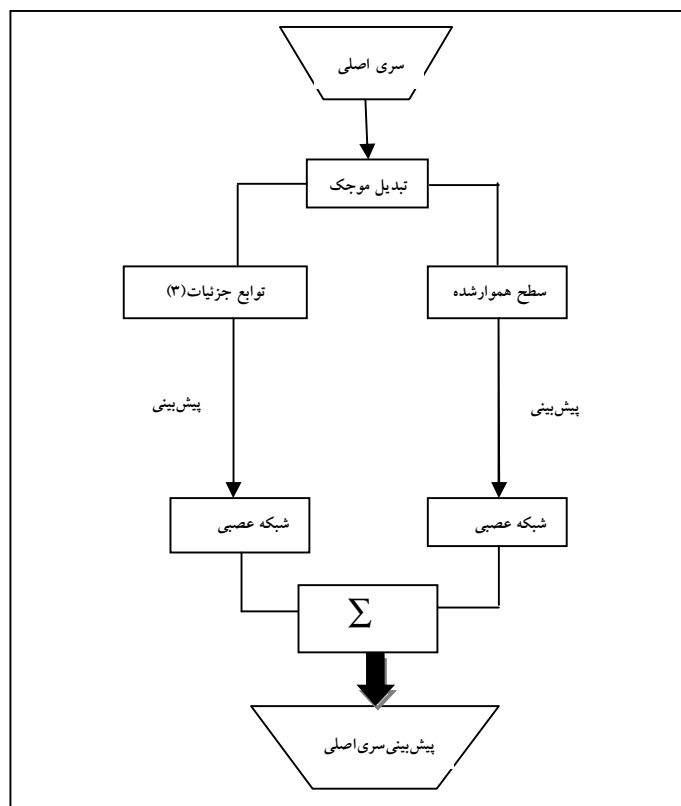 سری اصلی
تبدیل موجک
سطح هموارشده
توابع جزئیات(۳)
پیش‌بینی
پیش‌بینی
شبکه عصبی
شبکه عصبی
Σ
پیش‌بینی‌سری‌اصلی